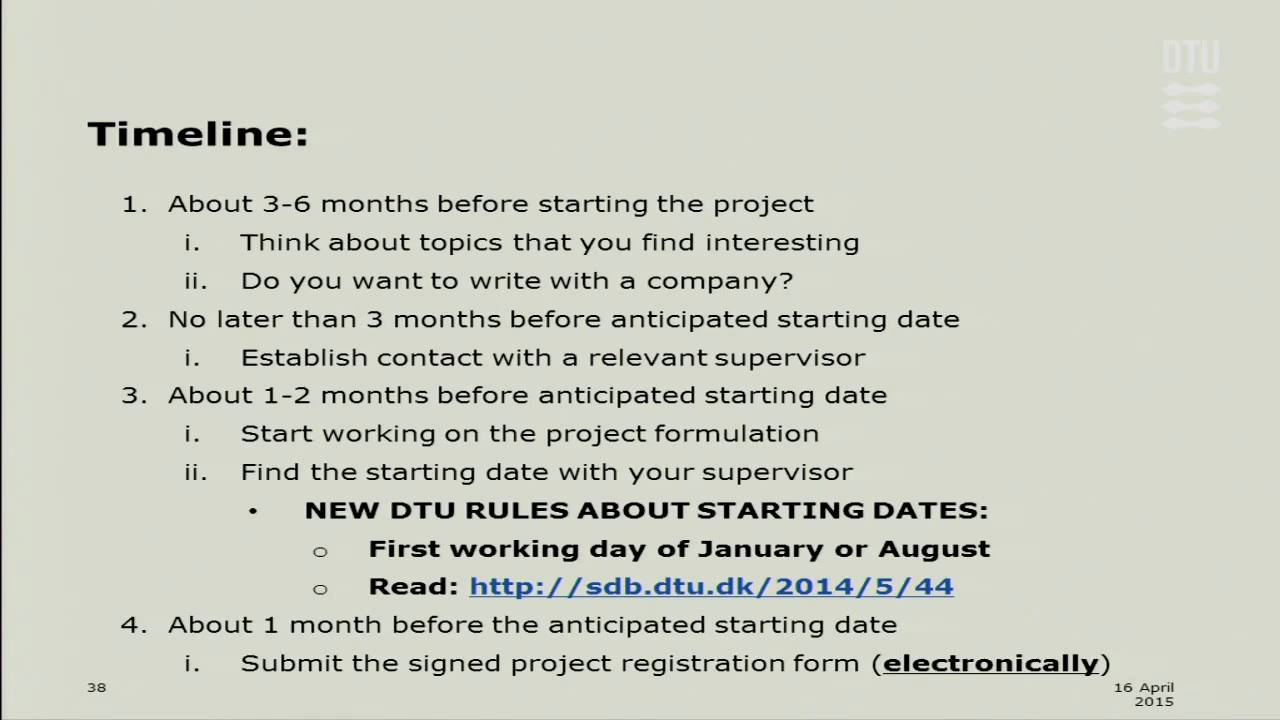 DTU
Timeline:
1. About 3-6 months before starting the project
i. Think about topics that you find interesting
ii. Do you want to write with a company?
2. No later than 3 months before anticipated starting date
i. Establish contact with a relevant supervisor
3. About 1-2 months before anticipated starting date
i. Start working on the project formulation
ii. Find the starting date with your supervisor
• NEW DTU RULES ABOUT STARTING DATES:
o First working day of January or August
o Read: http://sdb.dtu.dk/2014/5/44
4. About 1 month before the anticipated starting date
i. Submit the signed project registration form (electronically)
38
16 April
2015